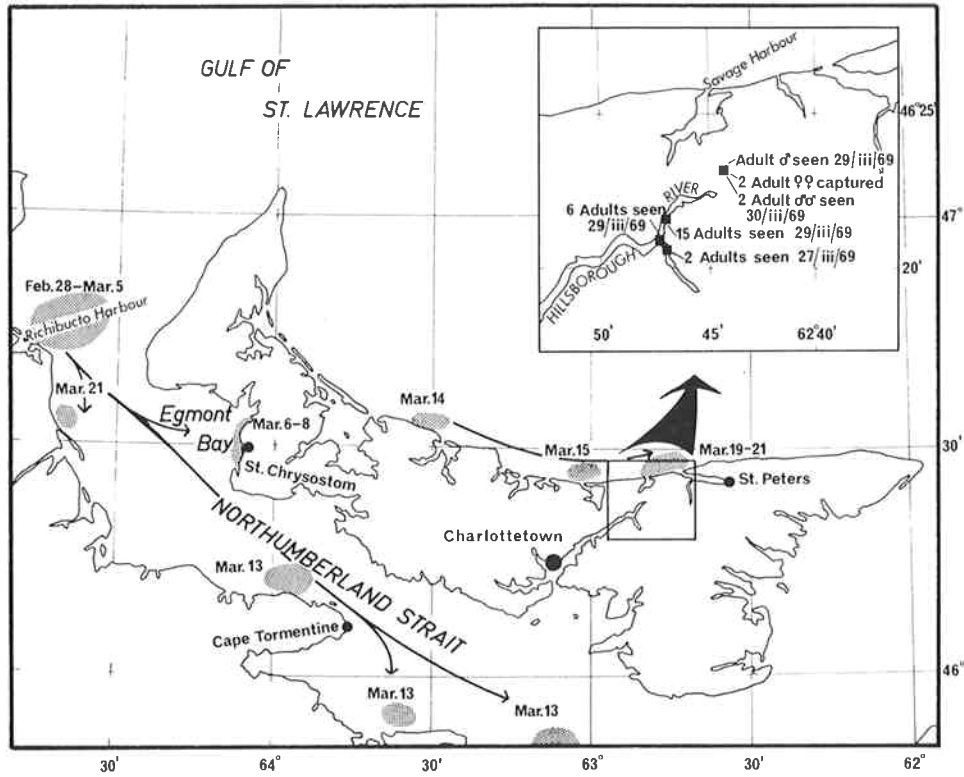 GULF OF
ST. LAWRENCE
Savage Harbour
46°25'
Adult ♂ seen 29/iii/69
2 Adult ♀♀ captured
2 Adult ♂♂ seen
30/iii/69
RIVER
6 Adults seen
29/iii/69
15 Adults seen 29/iii/69
2 Adults seen 27/iii/69
HILLSBOROUGH
47°
20'
50'
45'
62°40'
Feb. 28–Mar. 5
Richibucto Harbour
Mar. 21
Egmont
Bay
Mar. 6–8
St. Chrysostom
Mar. 14
Mar. 15
Mar. 19–21
30'
St. Peters
Charlottetown
NORTHUMBERLAND STRAIT
Mar. 13
Cape Tormentine
Mar. 13
Mar. 13
46°
30'
64°
30'
63°
30'
62°